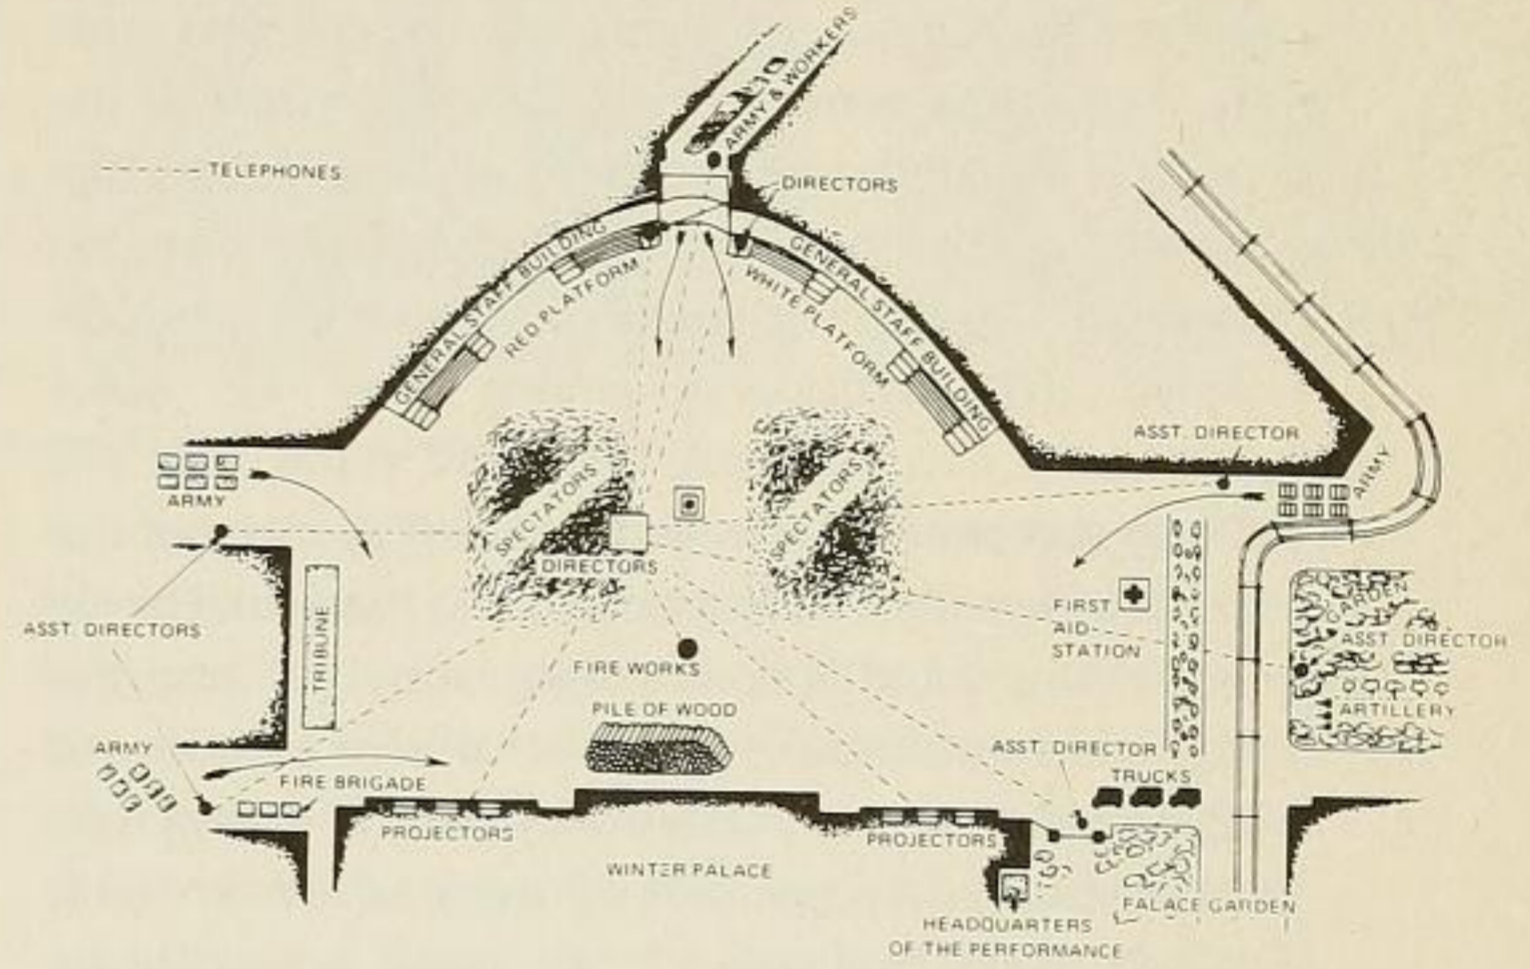 ARMY & WORKERS
TELEPHONES
DIRECTORS
GENERAL STAFF BUILDING
RED PLATFORM
GENERAL STAFF BUILDING
WHITE PLATFORM
ASST. DIRECTOR
ARMY
ARMY
SPECTATORS
SPECTATORS
DIRECTORS
ASST. DIRECTORS
TRIBUNE
FIRST
AID-
STATION
GARDEN
ASST. DIRECTOR
ARTILLERY
FIRE WORKS
PILE OF WOOD
ARMY
FIRE BRIGADE
ASST. DIRECTOR
TRUCKS
PROJECTORS
PROJECTORS
WINTER PALACE
PALACE GARDEN
HEADQUARTERS
OF THE PERFORMANCE